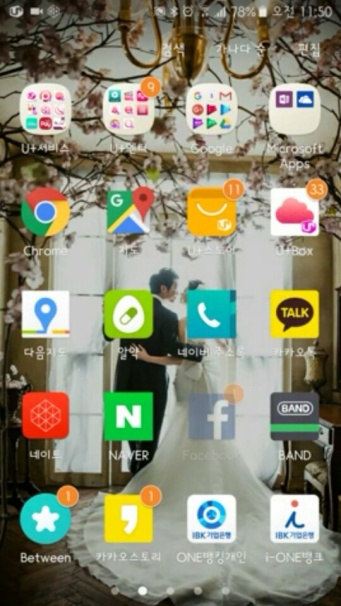 78% 오전 11:50
검색 가나다 순 편집
9
U+서비스 Google Microsoft Apps
11 33
Chrome 지도 U+스토어 U+Box
TALK
다음지도 알약 네이버 주소록 카카오톡
N BAND
네이트 NAVER Facebook BAND
1 1 IBK기업은행 IBK기업은행
Between 카카오스토리 ONE뱅킹개인 i-ONE뱅크